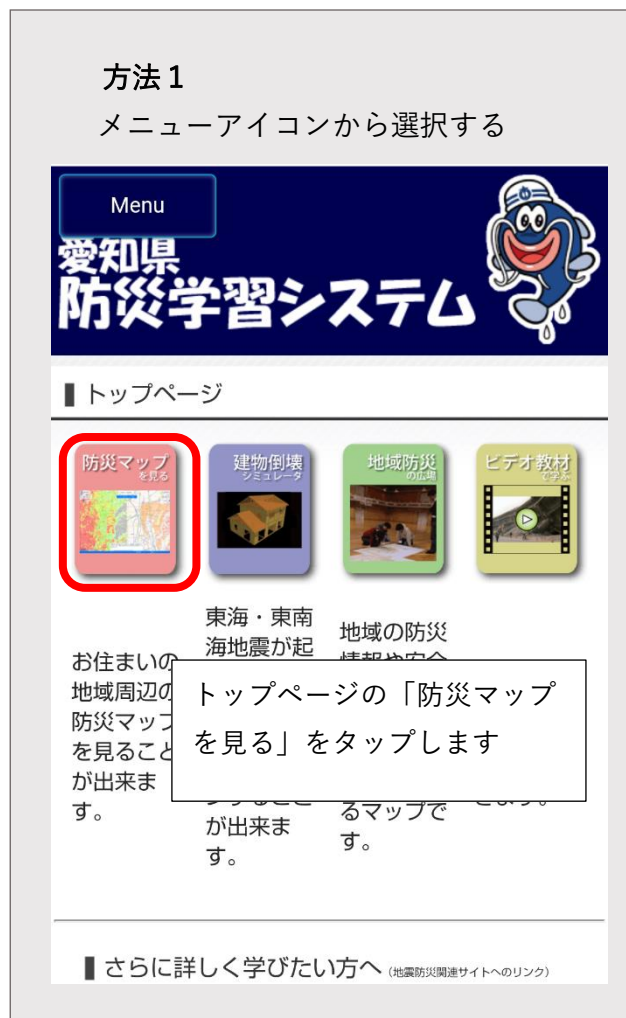 方法１
メニューアイコンから選択する
Menu
愛知県
防災学習システム
トップページ
防災マップ
を見る
建物倒壊
シミュレータ
地域防災
の広場
ビデオ教材
で学ぶ
お住まいの
地域周辺の
防災マップ
を見ること
が出来ま
す。
東海・東南
海地震が起
が出来ま
す。
地域の防災
るマップで
す。
トップページの「防災マップ
を見る」をタップします
さらに詳しく学びたい方へ（地震防災関連サイトへのリンク）